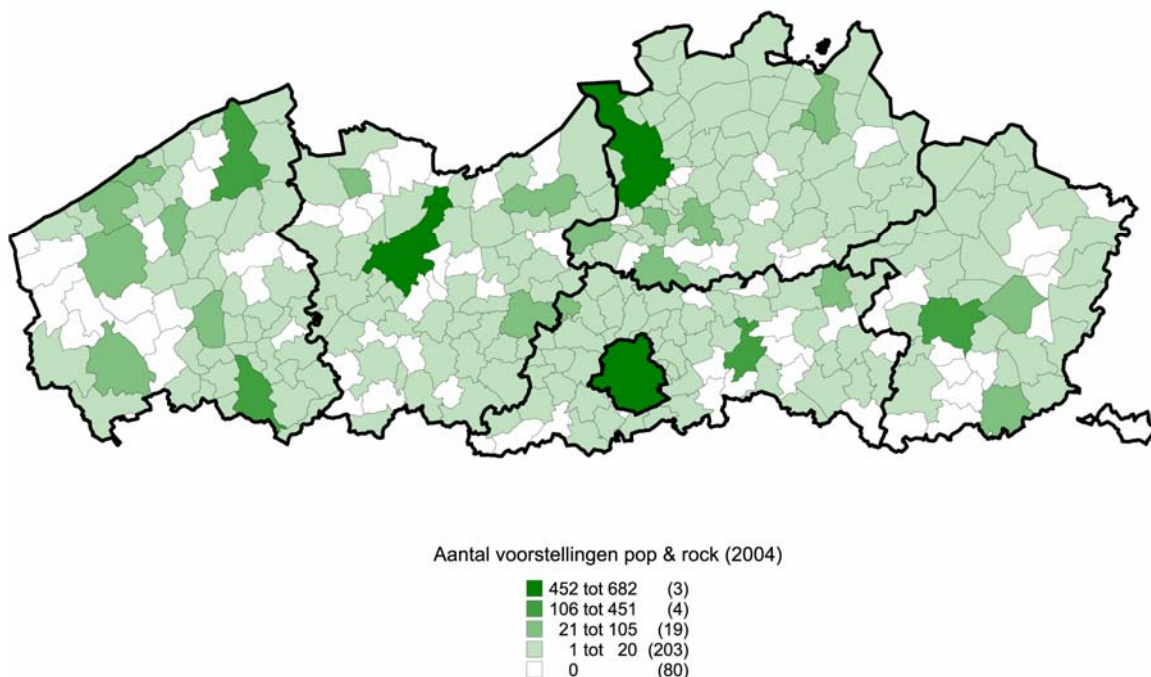 Aantal voorstellingen pop & rock (2004)
452 tot 682 (3)
106 tot 451 (4)
21 tot 105 (19)
1 tot 20 (203)
0 (80)